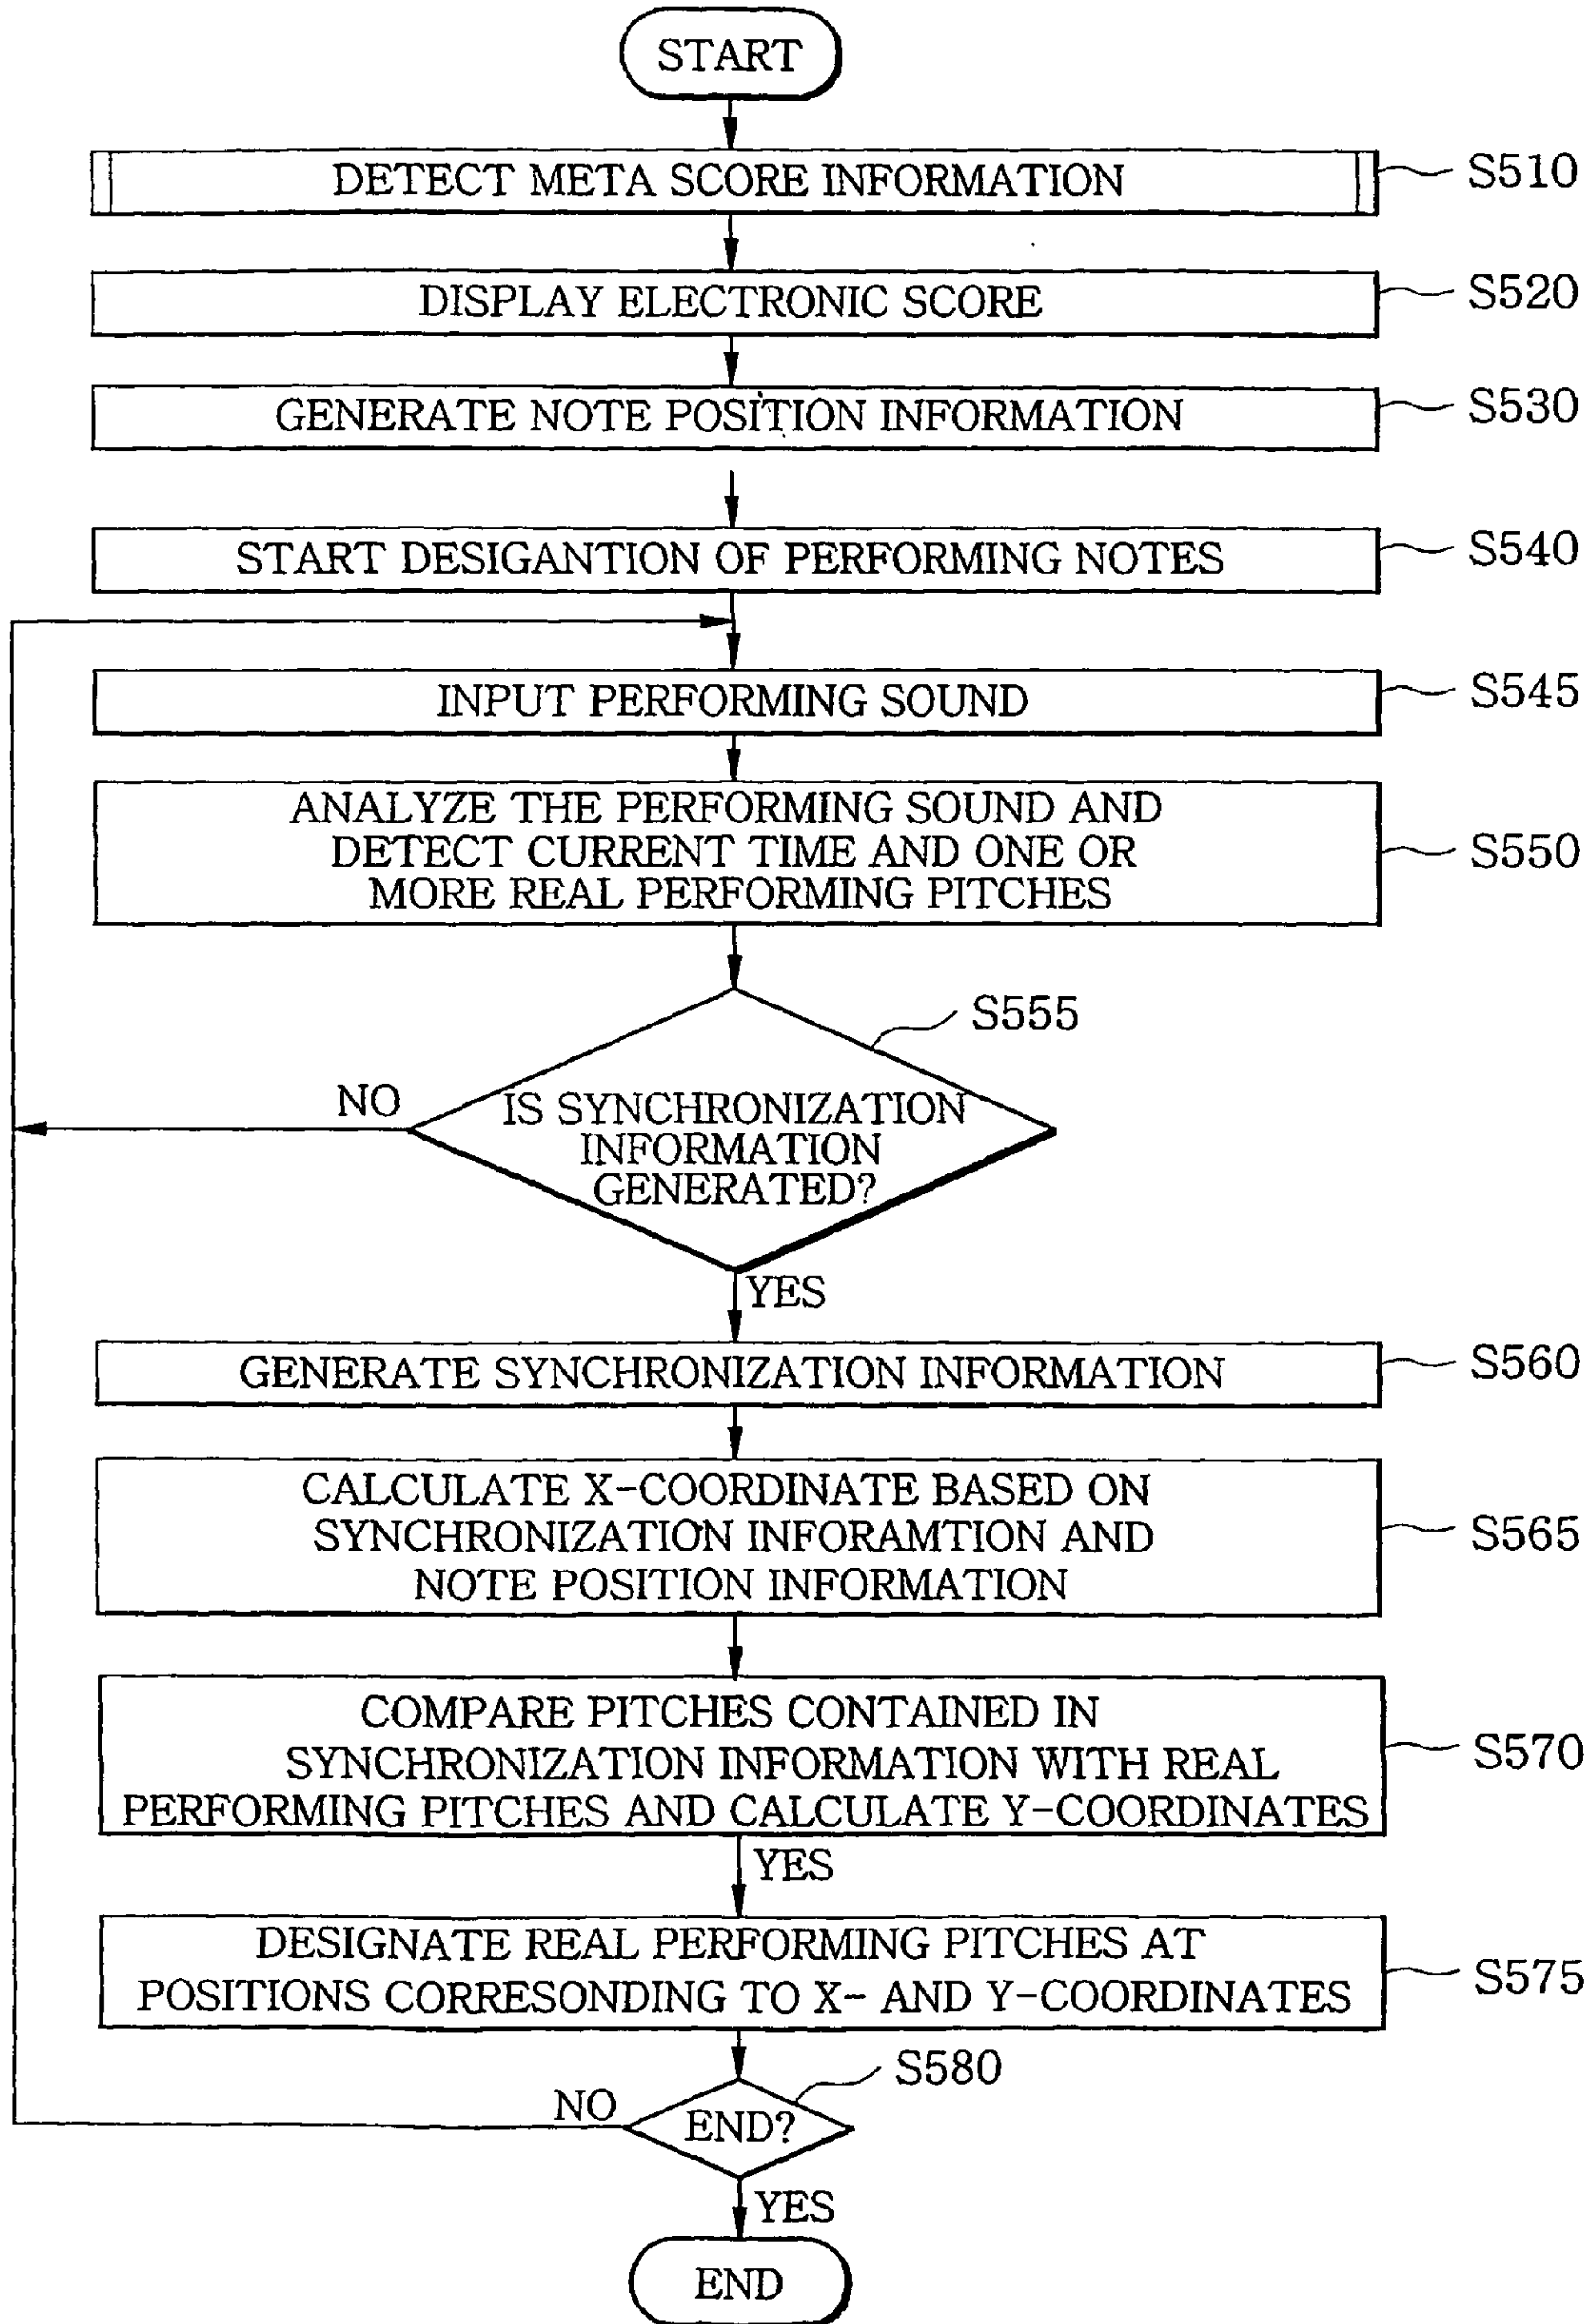 START
DETECT META SCORE INFORMATION
S510
DISPLAY ELECTRONIC SCORE
S520
GENERATE NOTE POSITION INFORMATION
S530
START DESIGANTION OF PERFORMING NOTES
S540
INPUT PERFORMING SOUND
S545
ANALYZE THE PERFORMING SOUND AND
DETECT CURRENT TIME AND ONE OR
MORE REAL PERFORMING PITCHES
S550
S555
NO
IS SYNCHRONIZATION
INFORMATION
GENERATED?
YES
GENERATE SYNCHRONIZATION INFORMATION
S560
CALCULATE X-COORDINATE BASED ON
SYNCHRONIZATION INFORAMTION AND
NOTE POSITION INFORMATION
S565
COMPARE PITCHES CONTAINED IN
SYNCHRONIZATION INFORMATION WITH REAL
PERFORMING PITCHES AND CALCULATE Y-COORDINATES
S570
YES
DESIGNATE REAL PERFORMING PITCHES AT
POSITIONS CORRESONDING TO X- AND Y-COORDINATES
S575
S580
NO
END?
YES
END